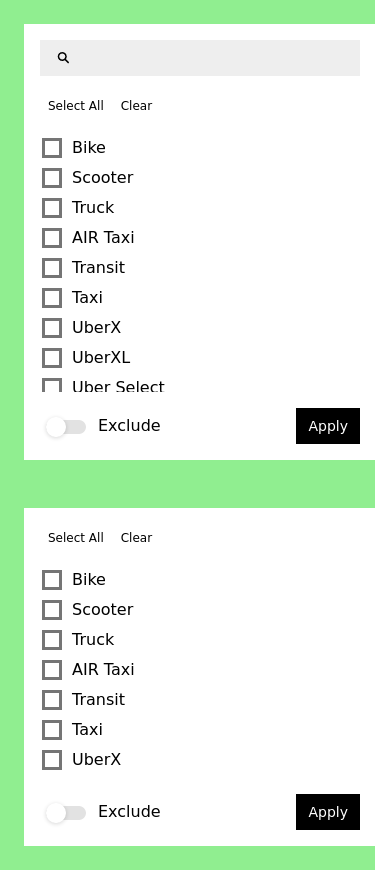 Select All Clear
Bike
Scooter
Truck
AIR Taxi
Transit
Taxi
UberX
UberXL
Uber Select
Exclude Apply
Select All Clear
Bike
Scooter
Truck
AIR Taxi
Transit
Taxi
UberX
Exclude Apply